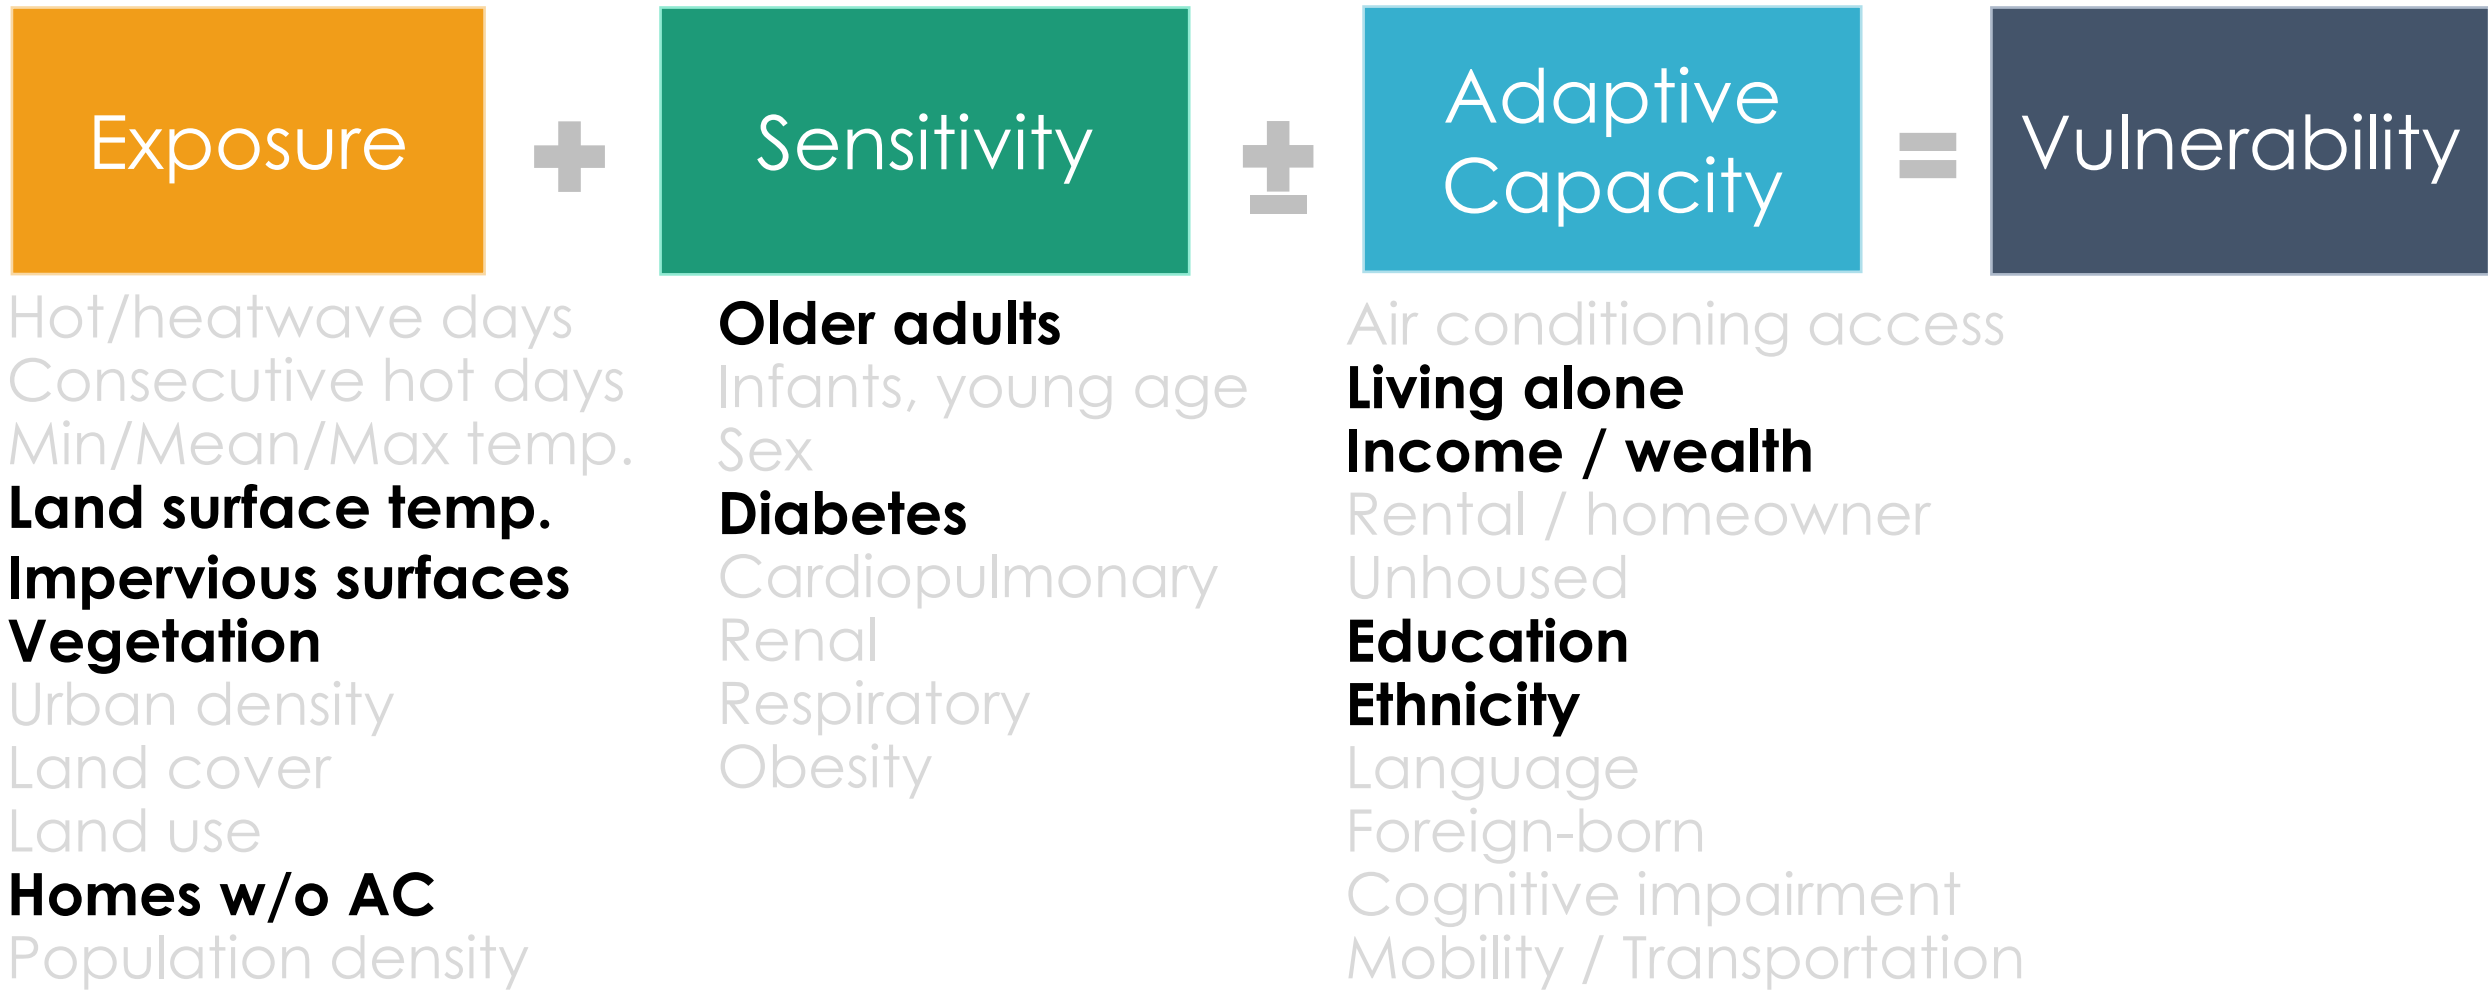 Exposure
+
Sensitivity
±
Adaptive
Capacity
=
Vulnerability
Hot/heatwave days
Consecutive hot days
Min/Mean/Max temp.
Land surface temp.
Impervious surfaces
Vegetation
Urban density
Land cover
Land use
Homes w/o AC
Population density
Older adults
Infants, young age
Sex
Diabetes
Cardiopulmonary
Renal
Respiratory
Obesity
Air conditioning access
Living alone
Income / wealth
Rental / homeowner
Unhoused
Education
Ethnicity
Language
Foreign-born
Cognitive impairment
Mobility / Transportation